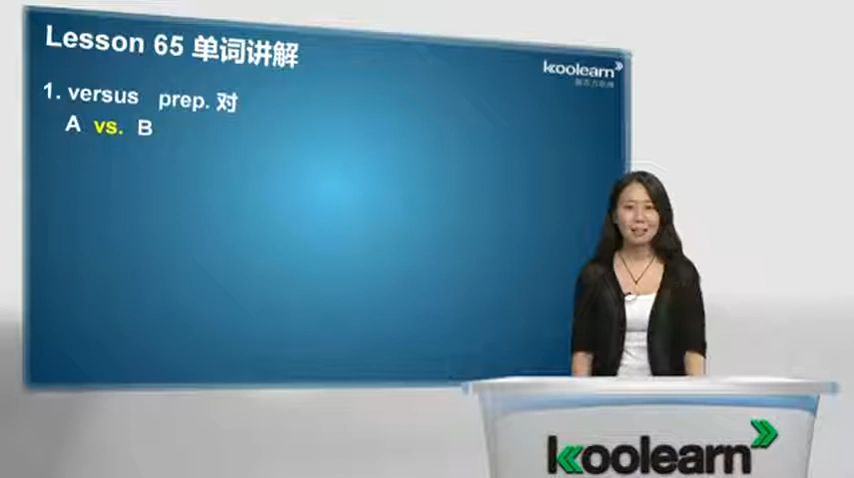 Lesson 65 单词讲解
koolearn
1. versus prep. 对
A vs. B
koolearn